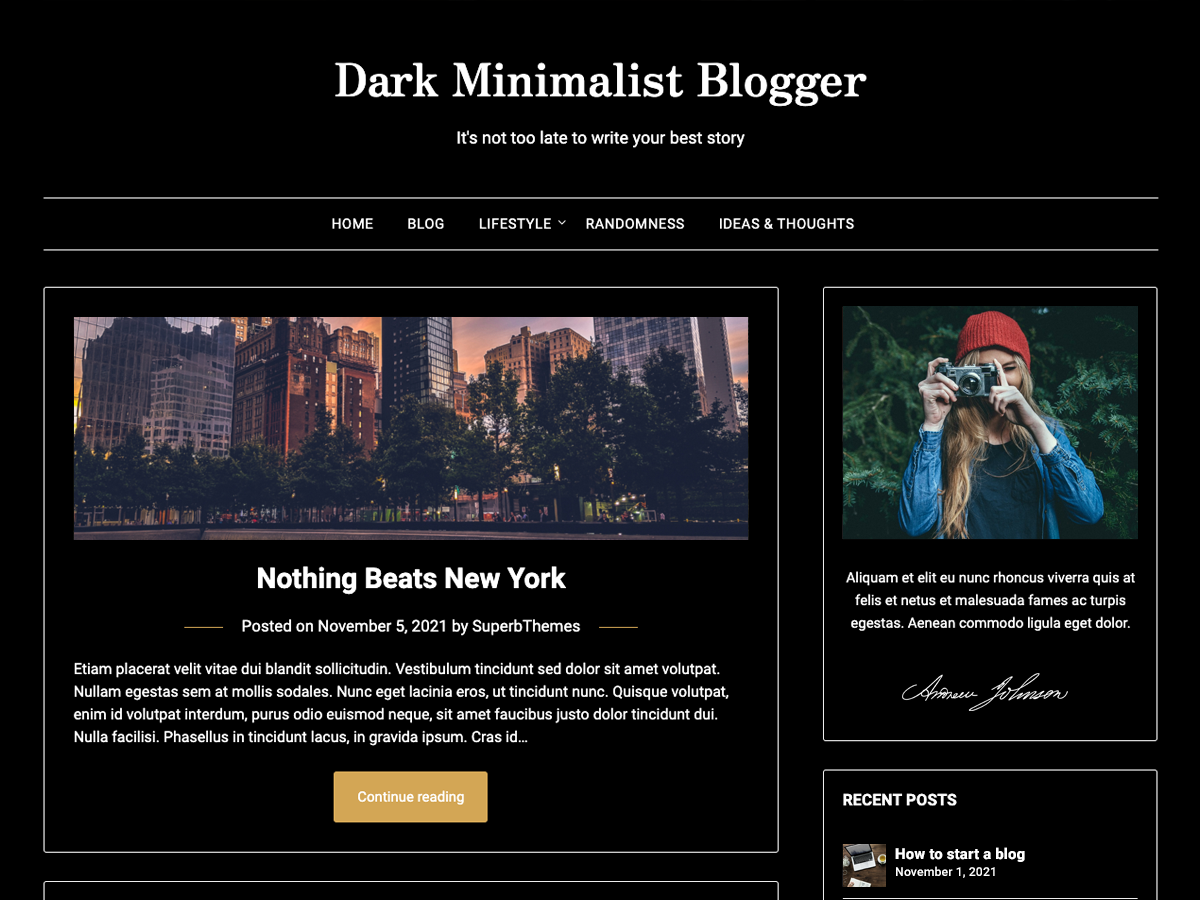 Dark Minimalist Blogger
It's not too late to write your best story
HOME BLOG LIFESTYLE RANDOMNESS IDEAS & THOUGHTS
Nothing Beats New York
Posted on November 5, 2021 by SuperbThemes
Etiam placerat velit vitae dui blandit sollicitudin. Vestibulum tincidunt sed dolor sit amet volutpat.
Nullam egestas sem at mollis sodales. Nunc eget lacinia eros, ut tincidunt nunc. Quisque volutpat,
enim id volutpat interdum, purus odio euismod neque, sit amet faucibus justo dolor tincidunt dui.
Nulla facilisi. Phasellus in tincidunt lacus, in gravida ipsum. Cras id…
Continue reading
Aliquam et elit eu nunc rhoncus viverra quis at
felis et netus et malesuada fames ac turpis
egestas. Aenean commodo ligula eget dolor.
Andrew Johnson
RECENT POSTS
How to start a blog
November 1, 2021